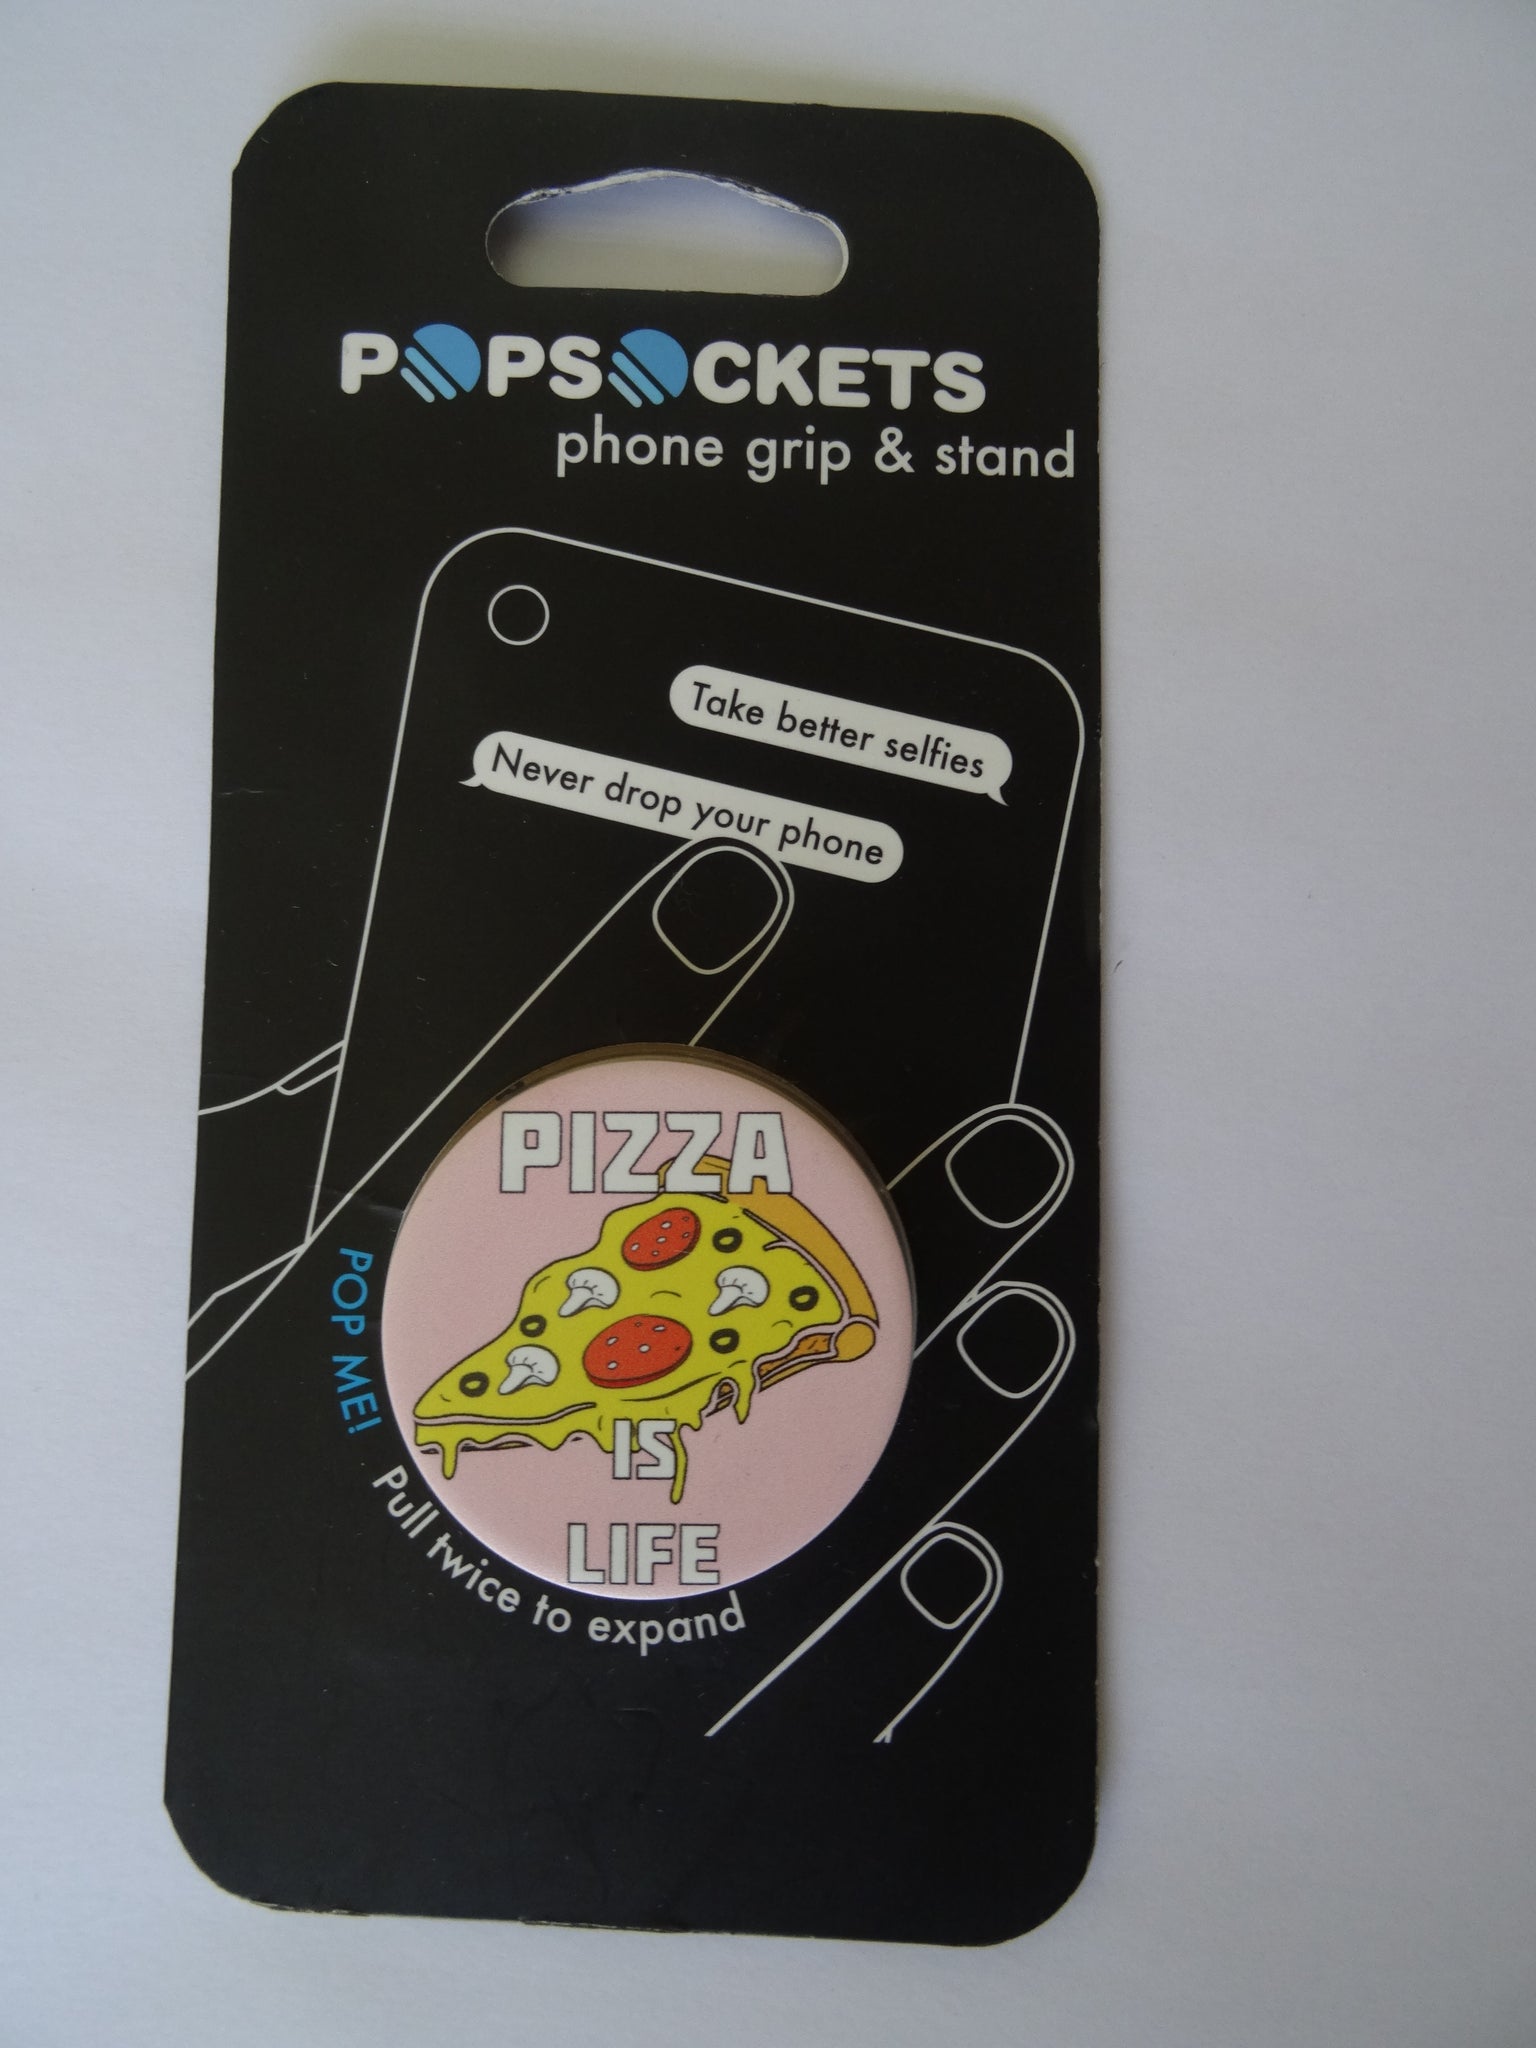 POPSOCKETS
phone grip & stand
Take better selfies
Never drop your phone
PIZZA
IS
LIFE
POP ME! Pull twice to expand